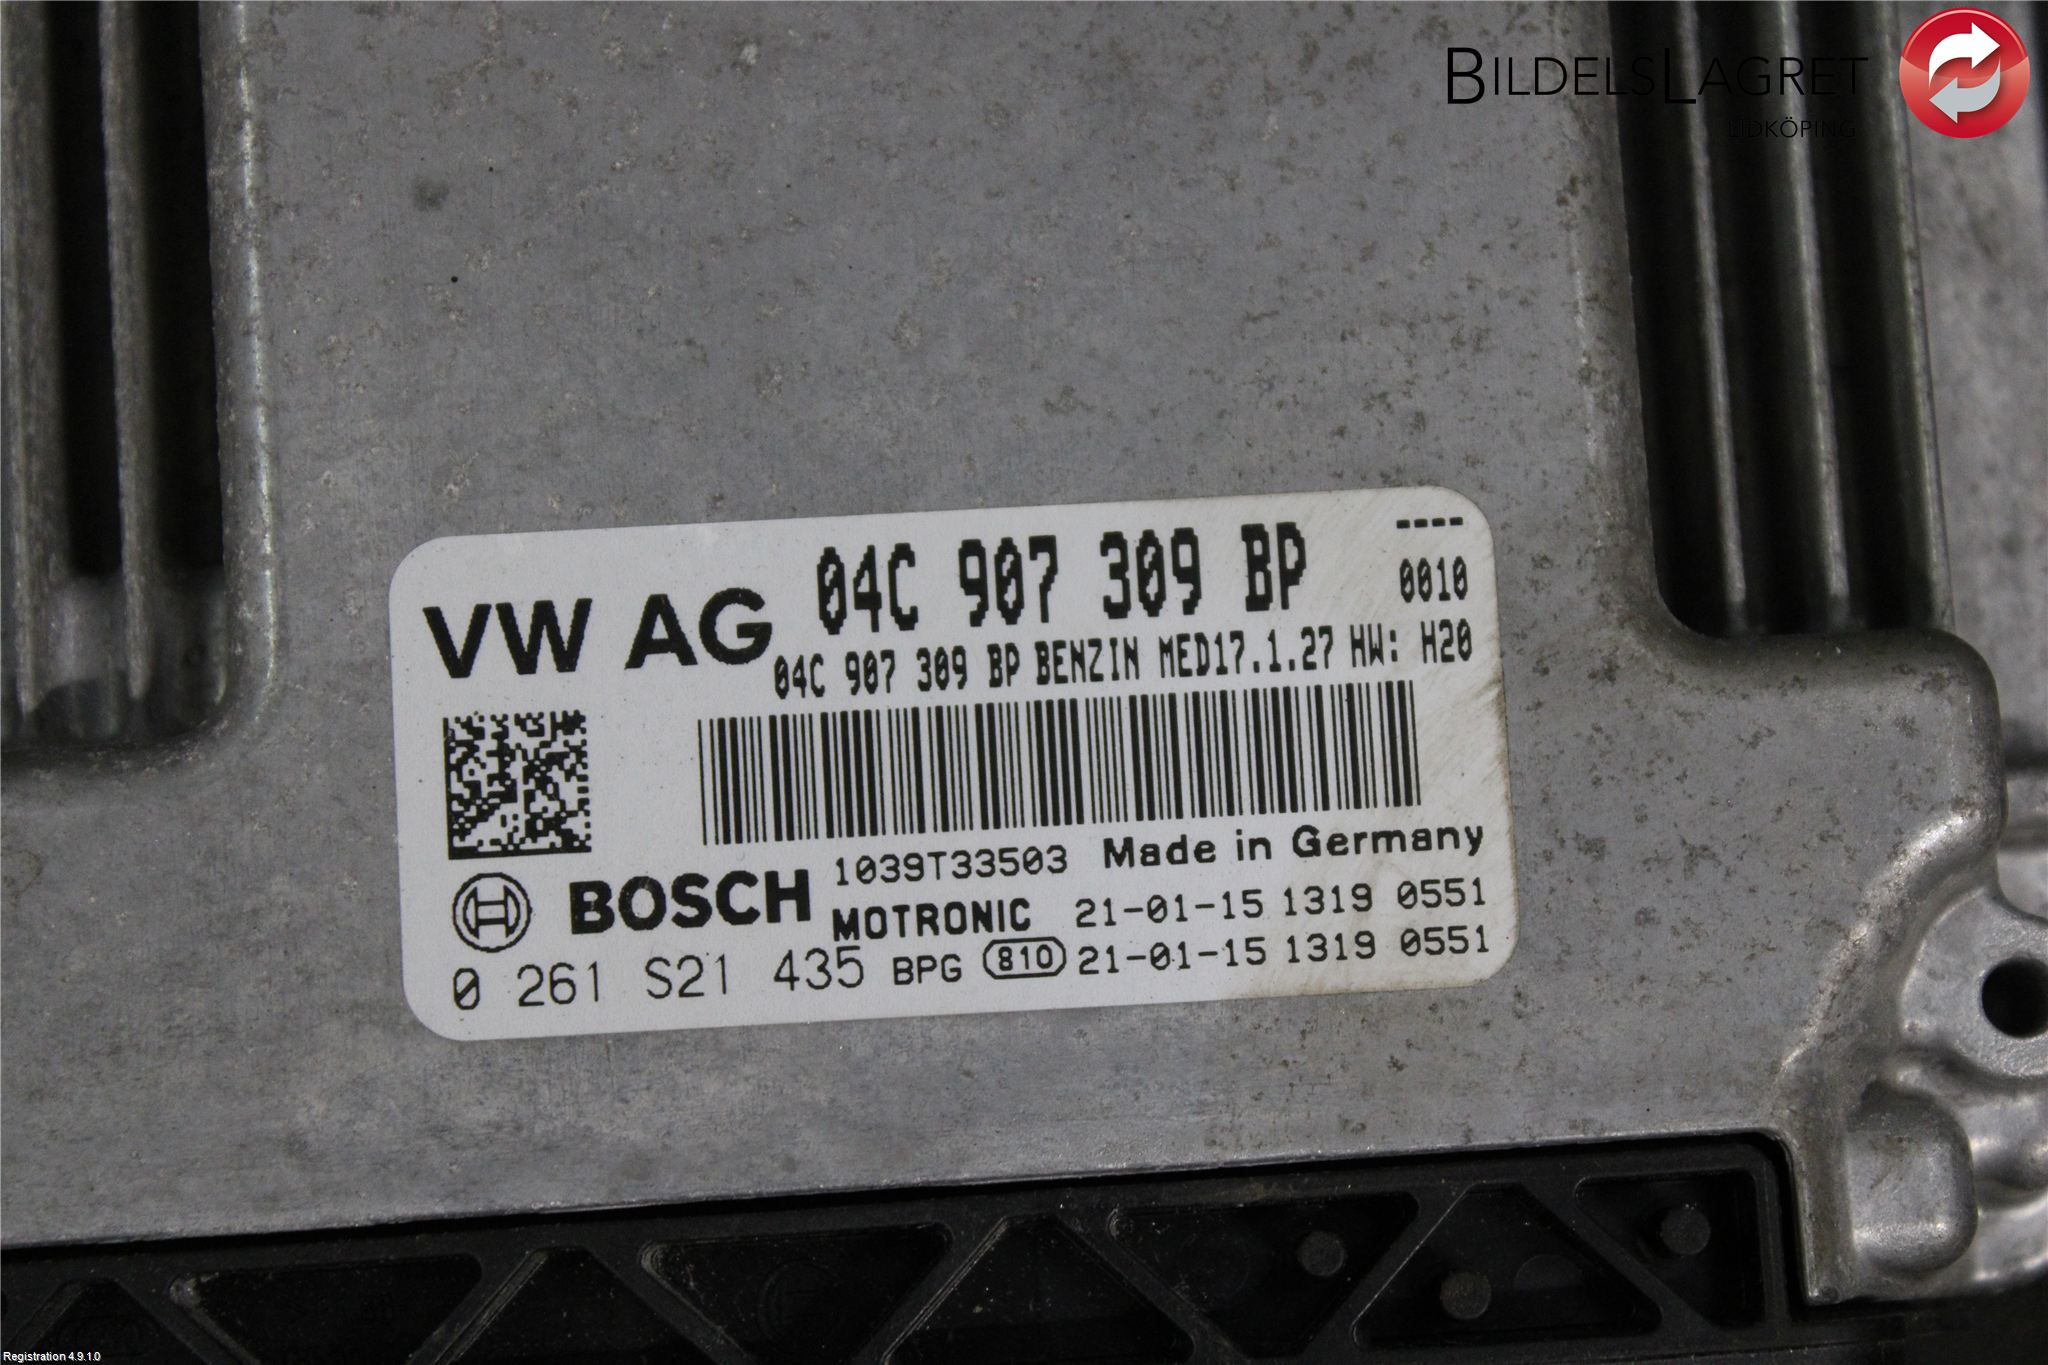 BILDELSLAGRET
LIDKÖPING
----
VW AG 04C 907 309 BP 0010
04C 907 309 BP BENZIN MED17.1.27 HW: H20
1039T33503 Made in Germany
BOSCH MOTRONIC 21-01-15 1319 0551
0 261 S21 435 BPG 810 21-01-15 1319 0551
Registration 4.9.1.0